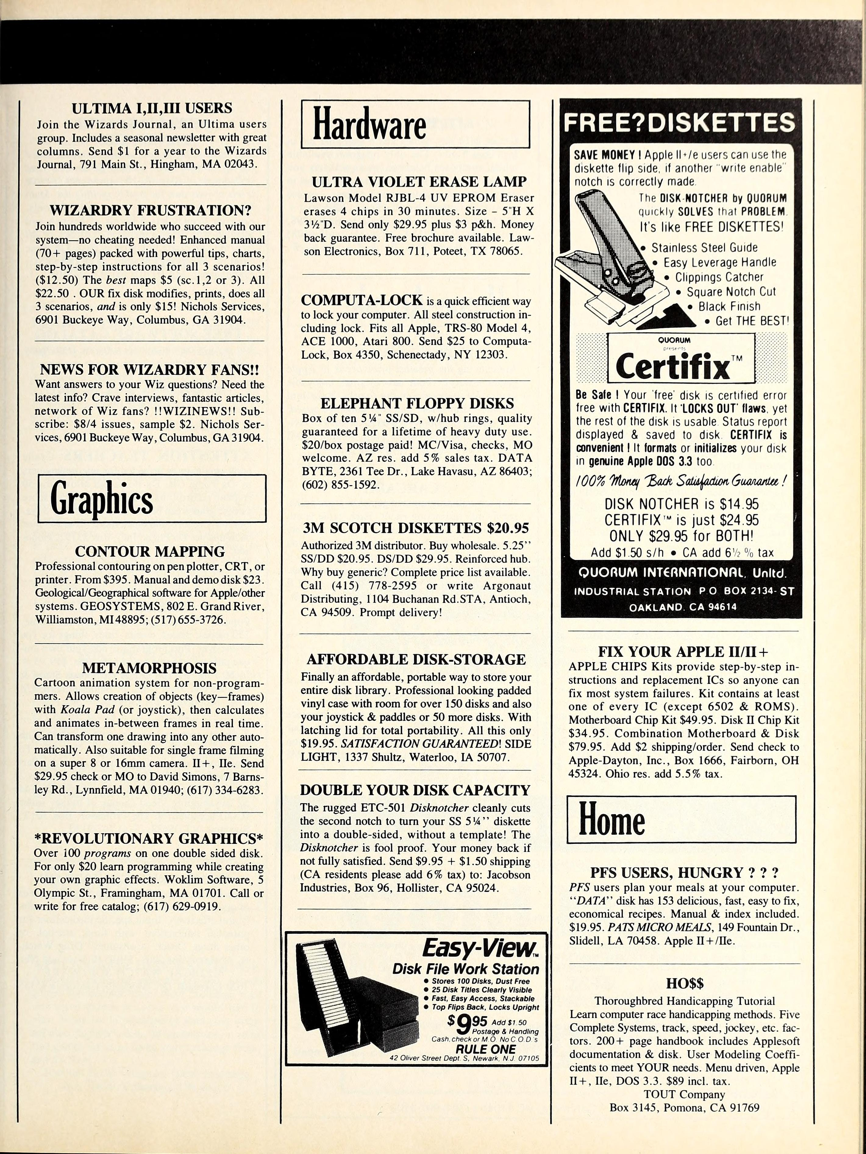 ULTIMA I,II,III USERS
Join the Wizards Journal, an Ultima users
group. Includes a seasonal newsletter with great
columns. Send $1 for a year to the Wizards
Journal, 791 Main St., Hingham, MA 02043.
WIZARDRY FRUSTRATION?
Join hundreds worldwide who succeed with our
system—no cheating needed! Enhanced manual
(70+ pages) packed with powerful tips, charts,
step-by-step instructions for all 3 scenarios!
($12.50) The best maps $5 (sc.1,2 or 3). All
$22.50 . OUR fix disk modifies, prints, does all
3 scenarios, and is only $15! Nichols Services,
6901 Buckeye Way, Columbus, GA 31904.
NEWS FOR WIZARDRY FANS!!
Want answers to your Wiz questions? Need the
latest info? Crave interviews, fantastic articles,
network of Wiz fans? !!WIZINEWS!! Sub-
scribe: $8/4 issues, sample $2. Nichols Ser-
vices, 6901 Buckeye Way, Columbus, GA 31904.
Graphics
CONTOUR MAPPING
Professional contouring on pen plotter, CRT, or
printer. From $395. Manual and demo disk $23.
Geological/Geographical software for Apple/other
systems. GEOSYSTEMS, 802 E. Grand River,
Williamston, MI 48895; (517) 655-3726.
METAMORPHOSIS
Cartoon animation system for non-program-
mers. Allows creation of objects (key—frames)
with Koala Pad (or joystick), then calculates
and animates in-between frames in real time.
Can transform one drawing into any other auto-
matically. Also suitable for single frame filming
on a super 8 or 16mm camera. II+, IIe. Send
$29.95 check or MO to David Simons, 7 Barns-
ley Rd., Lynnfield, MA 01940; (617) 334-6283.
*REVOLUTIONARY GRAPHICS*
Over 100 programs on one double sided disk.
For only $20 learn programming while creating
your own graphic effects. Woklim Software, 5
Olympic St., Framingham, MA 01701. Call or
write for free catalog; (617) 629-0919.
Hardware
ULTRA VIOLET ERASE LAMP
Lawson Model RJBL-4 UV EPROM Eraser
erases 4 chips in 30 minutes. Size – 5"H X
3½"D. Send only $29.95 plus $3 p&h. Money
back guarantee. Free brochure available. Law-
son Electronics, Box 711, Poteet, TX 78065.
COMPUTA-LOCK is a quick efficient way
to lock your computer. All steel construction in-
cluding lock. Fits all Apple, TRS-80 Model 4,
ACE 1000, Atari 800. Send $25 to Computa-
Lock, Box 4350, Schenectady, NY 12303.
ELEPHANT FLOPPY DISKS
Box of ten 5¼" SS/SD, w/hub rings, quality
guaranteed for a lifetime of heavy duty use.
$20/box postage paid! MC/Visa, checks, MO
welcome. AZ res. add 5% sales tax. DATA
BYTE, 2361 Tee Dr., Lake Havasu, AZ 86403;
(602) 855-1592.
3M SCOTCH DISKETTES $20.95
Authorized 3M distributor. Buy wholesale. 5.25''
SS/DD $20.95. DS/DD $29.95. Reinforced hub.
Why buy generic? Complete price list available.
Call (415) 778-2595 or write Argonaut
Distributing, 1104 Buchanan Rd.STA, Antioch,
CA 94509. Prompt delivery!
AFFORDABLE DISK-STORAGE
Finally an affordable, portable way to store your
entire disk library. Professional looking padded
vinyl case with room for over 150 disks and also
your joystick & paddles or 50 more disks. With
latching lid for total portability. All this only
$19.95. SATISFACTION GUARANTEED! SIDE
LIGHT, 1337 Shultz, Waterloo, IA 50707.
DOUBLE YOUR DISK CAPACITY
The rugged ETC-501 Disknotcher cleanly cuts
the second notch to turn your SS 5¼'' diskette
into a double-sided, without a template! The
Disknotcher is fool proof. Your money back if
not fully satisfied. Send $9.95 + $1.50 shipping
(CA residents please add 6% tax) to: Jacobson
Industries, Box 96, Hollister, CA 95024.
Easy-View™
Disk File Work Station
• Stores 100 Disks, Dust Free
• 25 Disk Titles Clearly Visible
• Fast, Easy Access, Stackable
• Top Flips Back, Locks Upright
$9.95 Add $1.50
Postage & Handling
Cash, check or M.O. No C.O.D.'s
RULE ONE
42 Oliver Street Dept. S, Newark, N.J. 07105
FREE?DISKETTES
SAVE MONEY ! Apple II+/e users can use the
diskette flip side, if another "write enable"
notch is correctly made.
The DISK-NOTCHER by QUORUM
quickly SOLVES that PROBLEM.
It's like FREE DISKETTES!
• Stainless Steel Guide
• Easy Leverage Handle
• Clippings Catcher
• Square Notch Cut
• Black Finish
• Get THE BEST!
QUORUM
presents
Certifix™
Be Safe ! Your 'free' disk is certified error
free with CERTIFIX. It 'LOCKS OUT' flaws, yet
the rest of the disk is usable. Status report
displayed & saved to disk. CERTIFIX is
convenient ! It formats or initializes your disk
in genuine Apple DOS 3.3 too.
100% Money Back Satisfaction Guarantee !
DISK NOTCHER is $14.95
CERTIFIX™ is just $24.95
ONLY $29.95 for BOTH!
Add $1.50 s/h • CA add 6½% tax
QUORUM INTERNATIONAL, Unltd.
INDUSTRIAL STATION P O BOX 2134-ST
OAKLAND, CA 94614
FIX YOUR APPLE II/II+
APPLE CHIPS Kits provide step-by-step in-
structions and replacement ICs so anyone can
fix most system failures. Kit contains at least
one of every IC (except 6502 & ROMS).
Motherboard Chip Kit $49.95. Disk II Chip Kit
$34.95. Combination Motherboard & Disk
$79.95. Add $2 shipping/order. Send check to
Apple-Dayton, Inc., Box 1666, Fairborn, OH
45324. Ohio res. add 5.5% tax.
Home
PFS USERS, HUNGRY ? ? ?
PFS users plan your meals at your computer.
''DATA'' disk has 153 delicious, fast, easy to fix,
economical recipes. Manual & index included.
$19.95. PATS MICRO MEALS, 149 Fountain Dr.,
Slidell, LA 70458. Apple II+/IIe.
HO$$
Thoroughbred Handicapping Tutorial
Learn computer race handicapping methods. Five
Complete Systems, track, speed, jockey, etc. fac-
tors. 200+ page handbook includes Applesoft
documentation & disk. User Modeling Coeffi-
cients to meet YOUR needs. Menu driven, Apple
II+, IIe, DOS 3.3. $89 incl. tax.
TOUT Company
Box 3145, Pomona, CA 91769